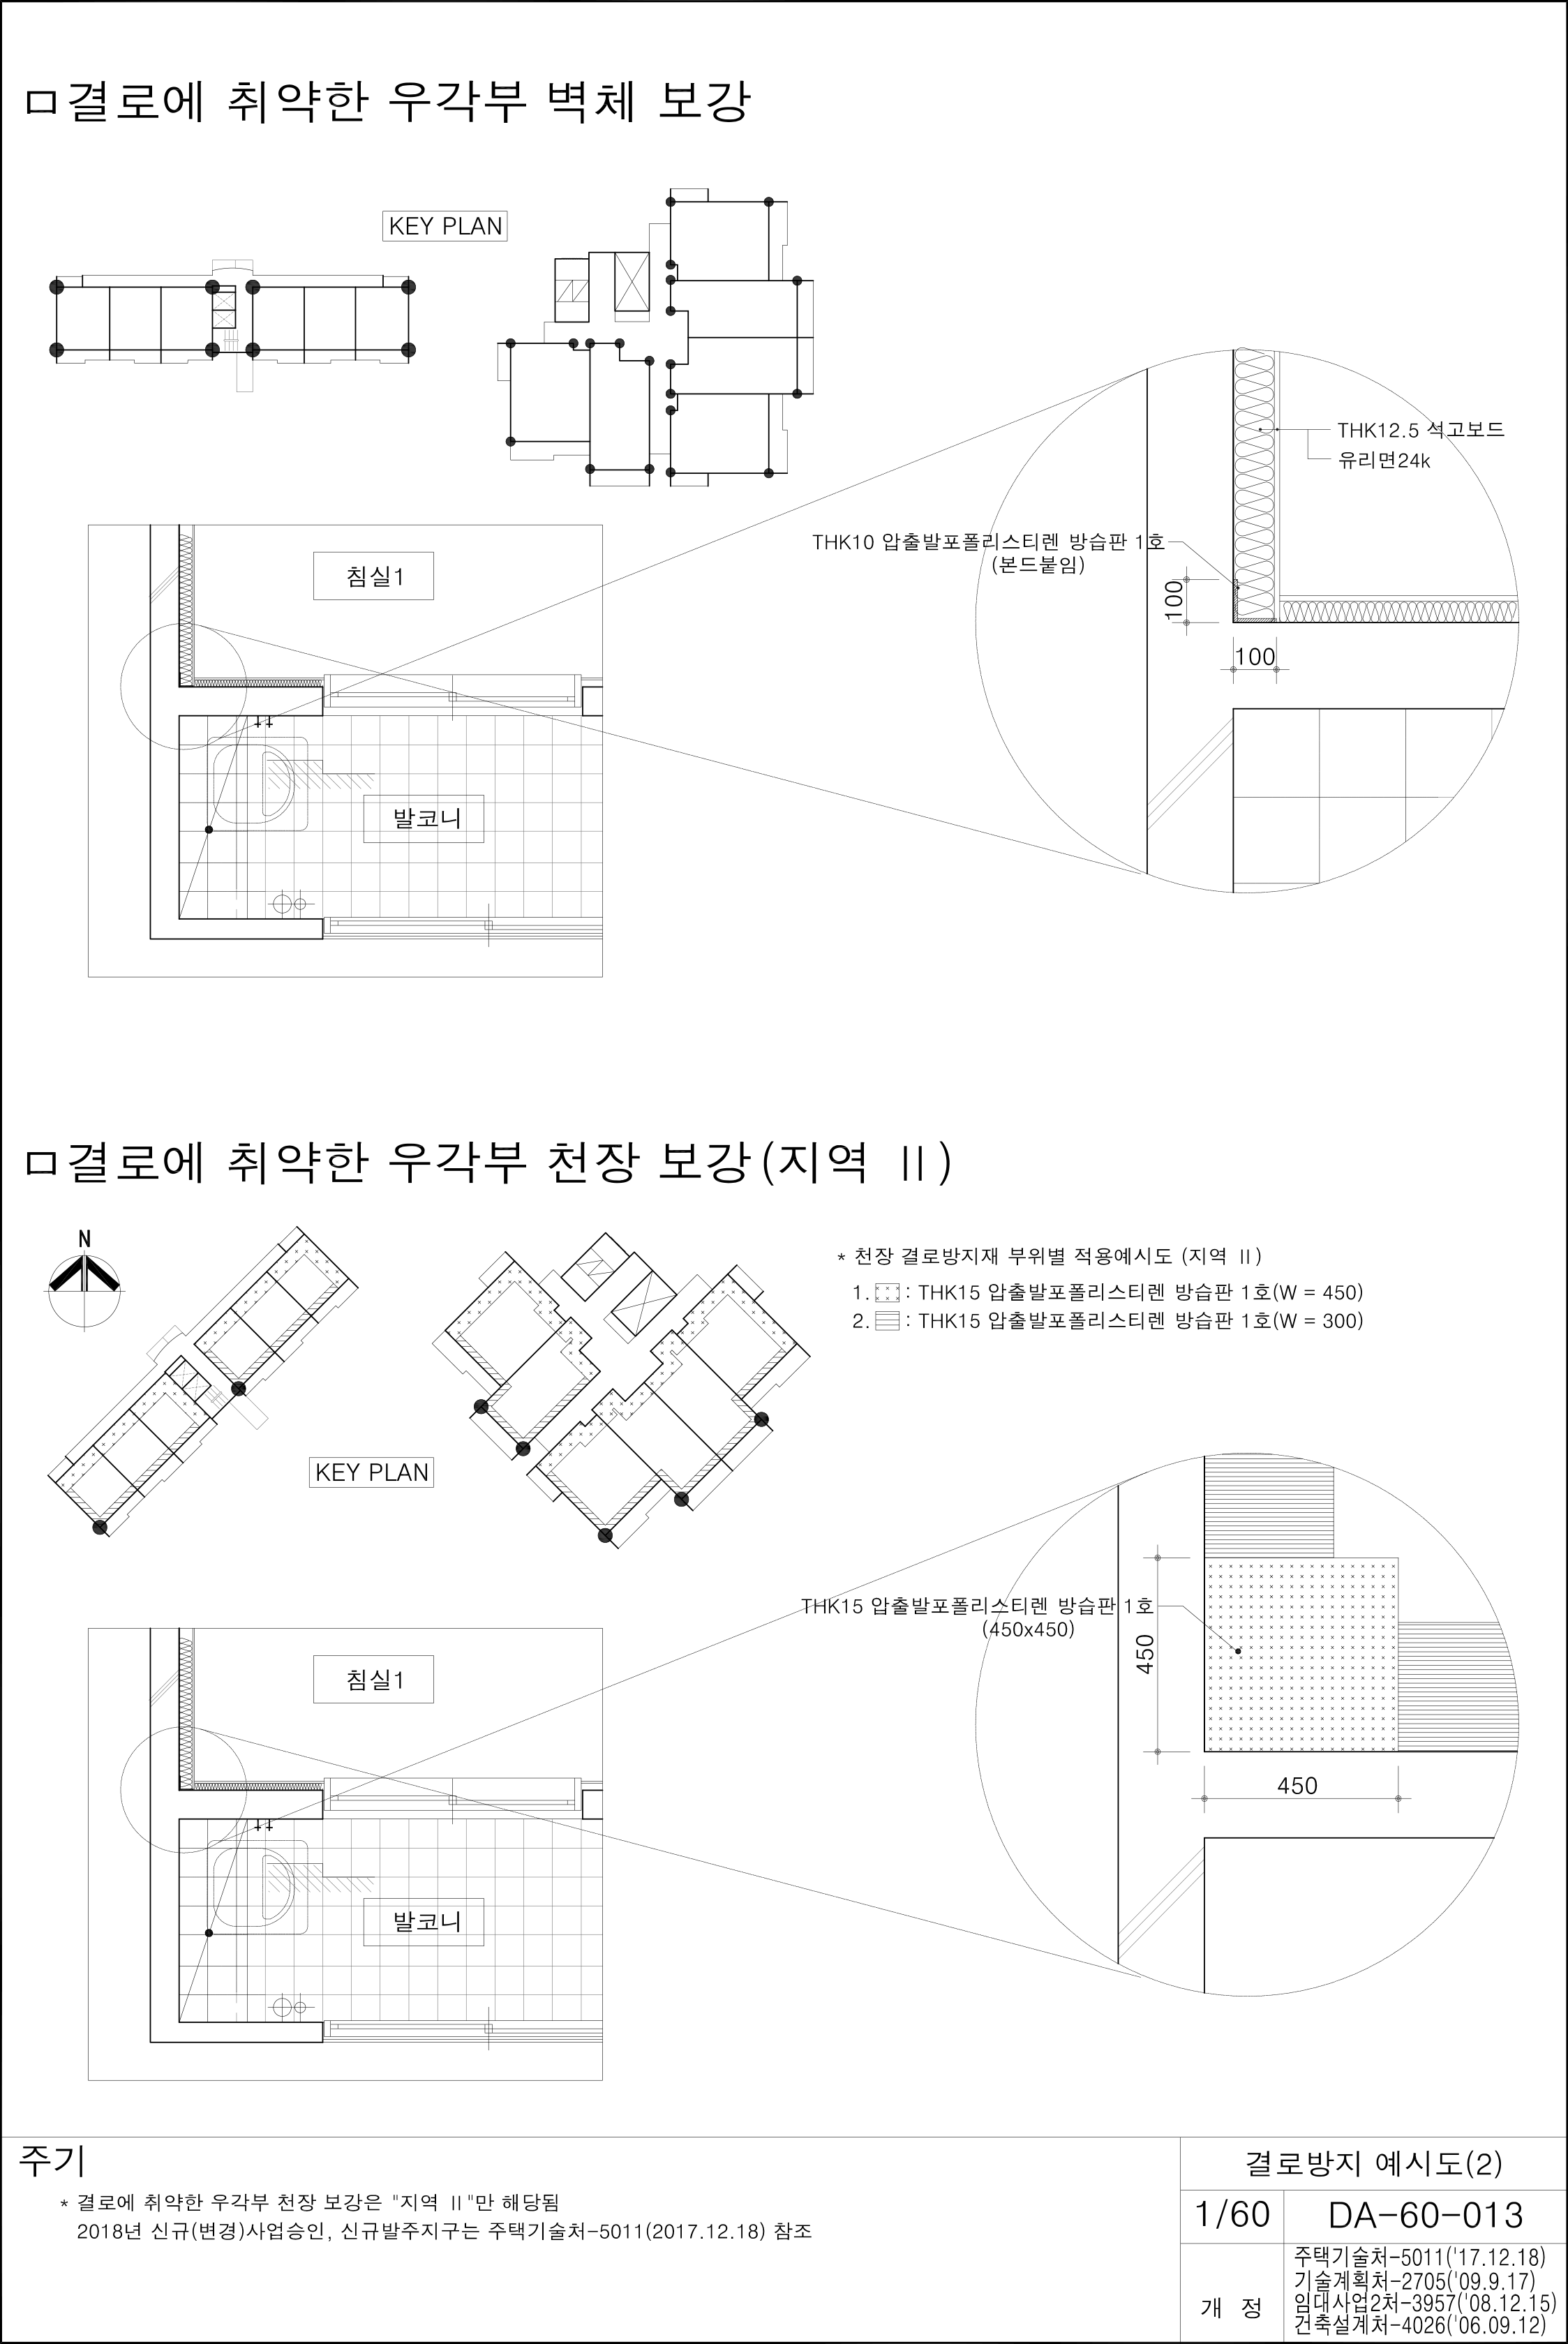 ㅁ결로에 취약한 우각부 벽체 보강
KEY PLAN
THK12.5 석고보드
유리면24k
THK10 압출발포폴리스티렌 방습판 1호
(본드붙임)
100
100
침실1
발코니
ㅁ결로에 취약한 우각부 천장 보강(지역 Ⅱ)
N
* 천장 결로방지재 부위별 적용예시도 (지역 Ⅱ)
1. : THK15 압출발포폴리스티렌 방습판 1호(W = 450)
2. : THK15 압출발포폴리스티렌 방습판 1호(W = 300)
KEY PLAN
THK15 압출발포폴리스티렌 방습판 1호
(450x450)
450
450
침실1
발코니
주기
* 결로에 취약한 우각부 천장 보강은 "지역 Ⅱ"만 해당됨
2018년 신규(변경)사업승인, 신규발주지구는 주택기술처-5011(2017.12.18) 참조
결로방지 예시도(2)
1/60 DA-60-013
개 정
주택기술처-5011('17.12.18)
기술계획처-2705('09.9.17)
임대사업2처-3957('08.12.15)
건축설계처-4026('06.09.12)